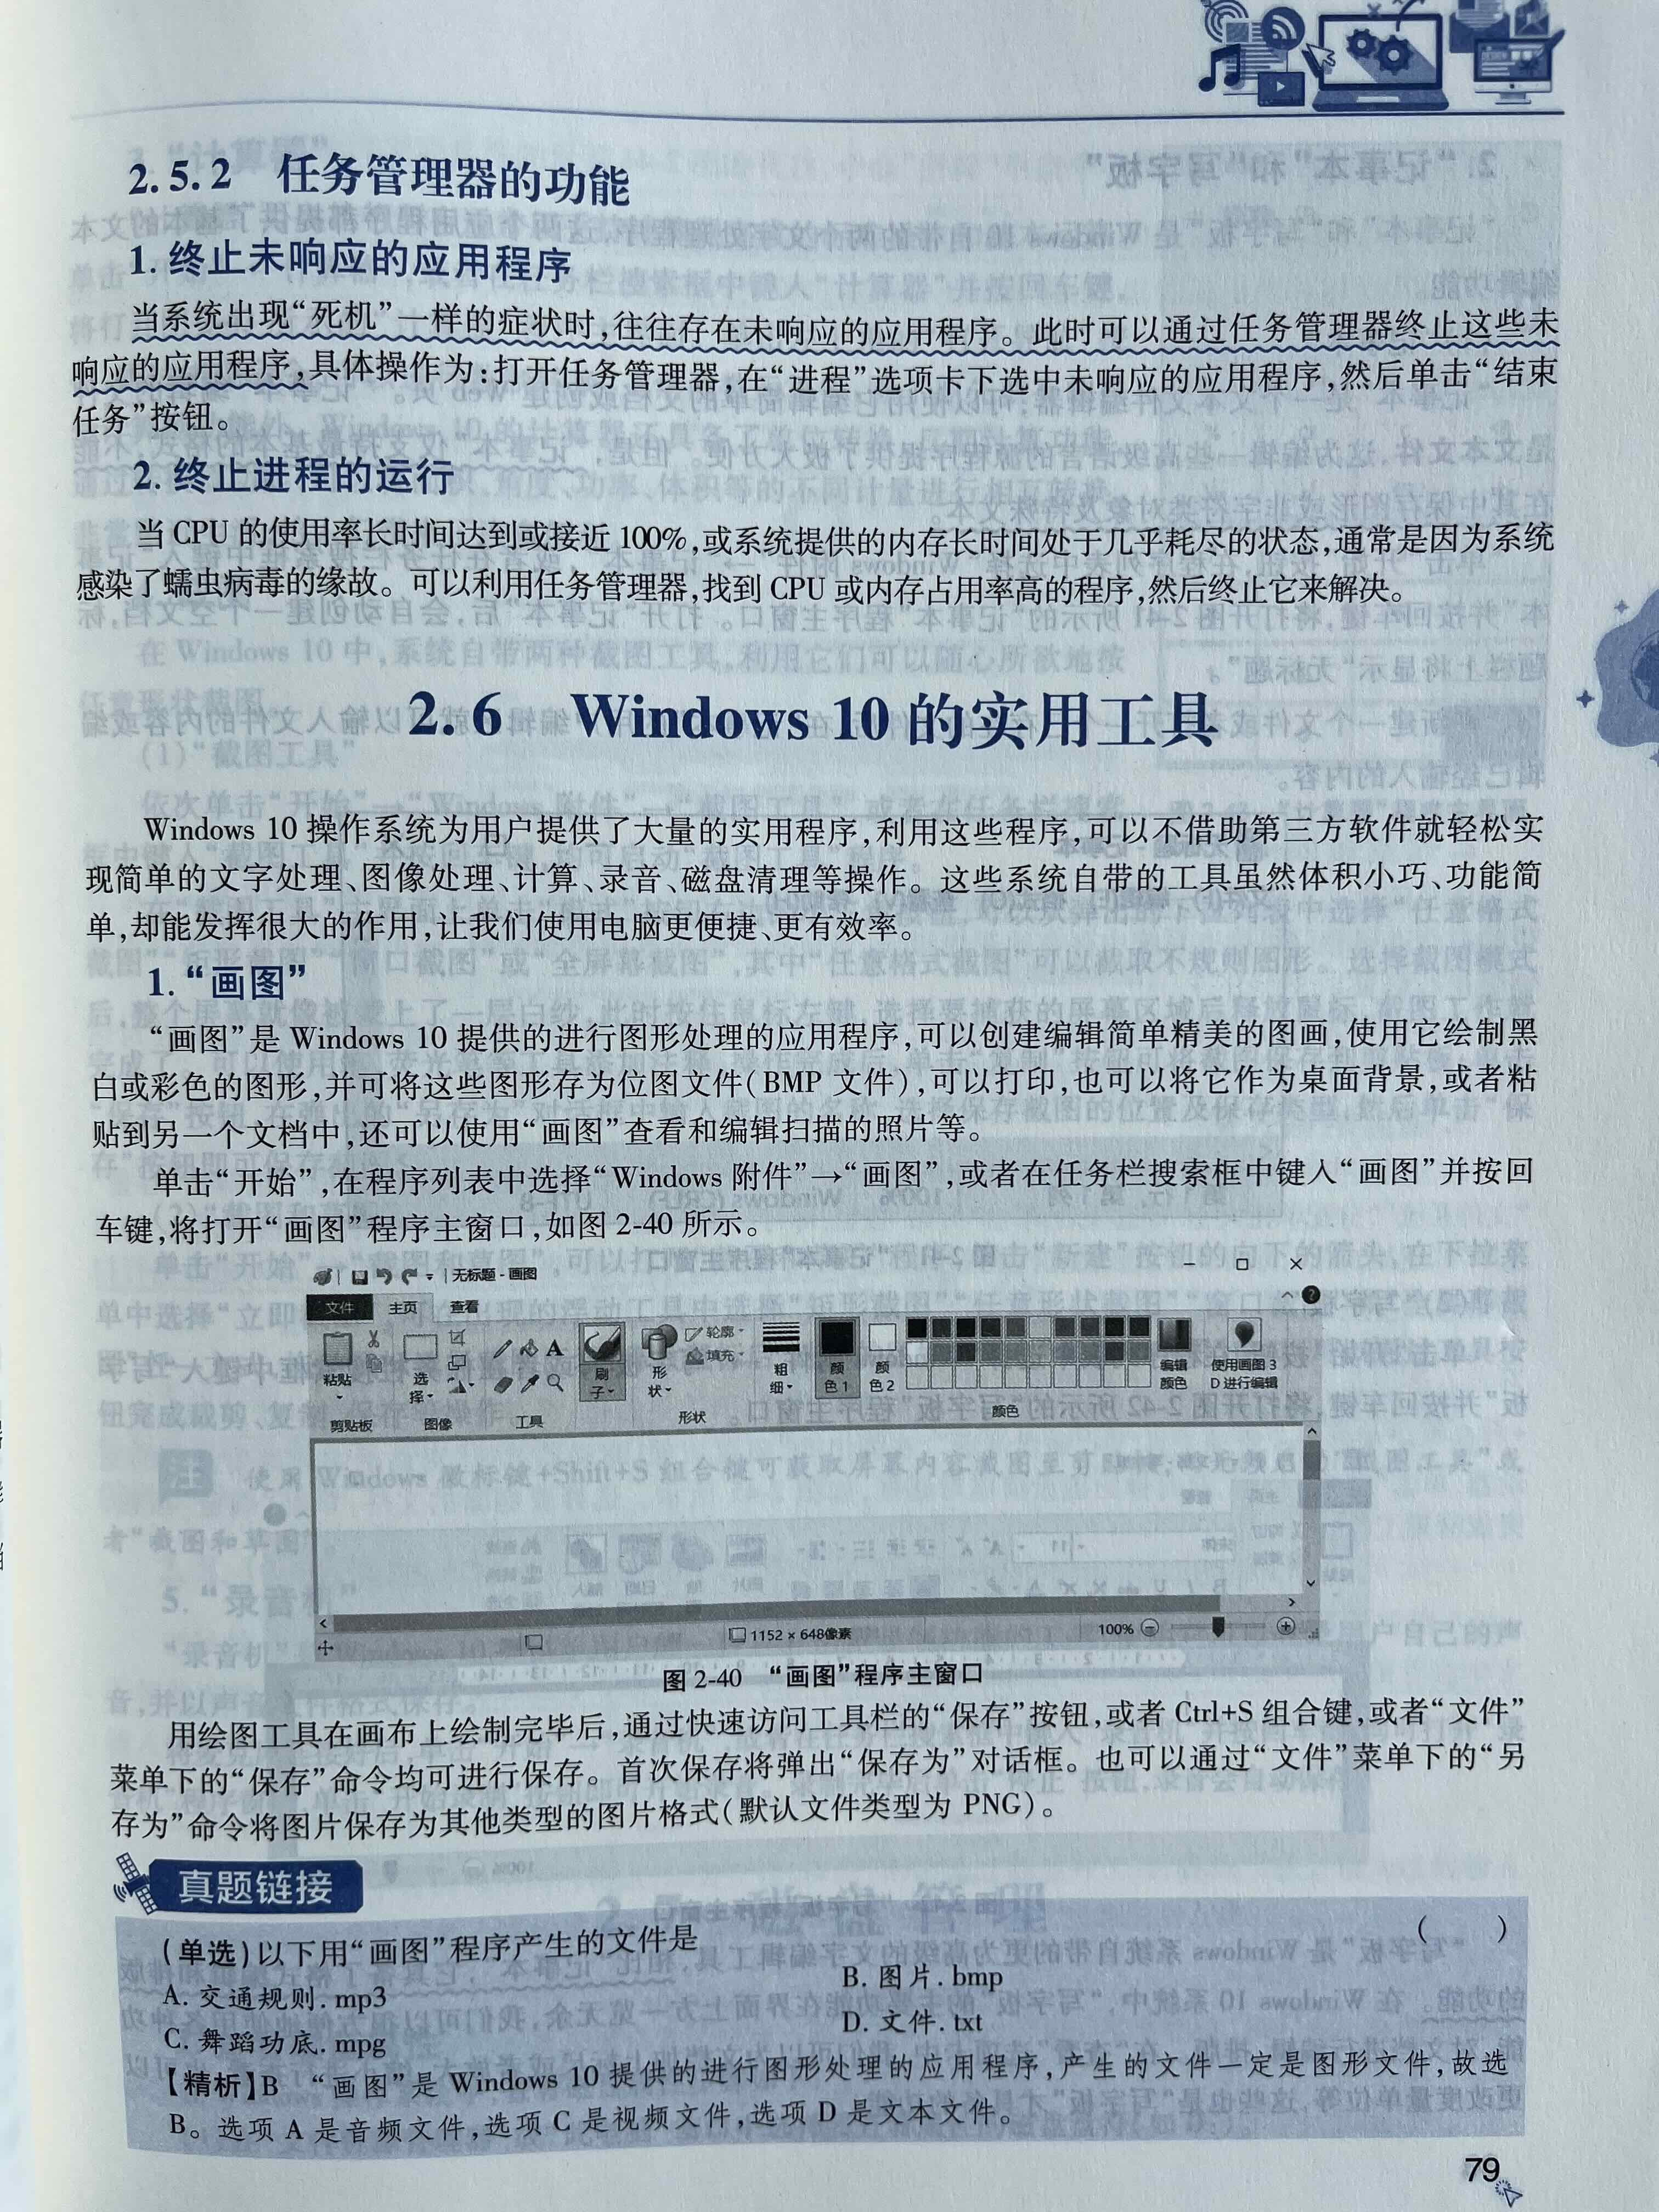 2.5.2 任务管理器的功能
1. 终止未响应的应用程序
当系统出现“死机”一样的症状时,往往存在未响应的应用程序。此时可以通过任务管理器终止这些未
响应的应用程序,具体操作为:打开任务管理器,在“进程”选项卡下选中未响应的应用程序,然后单击“结束
任务”按钮。
2. 终止进程的运行
当 CPU 的使用率长时间达到或接近 100%,或系统提供的内存长时间处于几乎耗尽的状态,通常是因为系统
感染了蠕虫病毒的缘故。可以利用任务管理器,找到 CPU 或内存占用率高的程序,然后终止它来解决。
2.6 Windows 10 的实用工具
Windows 10 操作系统为用户提供了大量的实用程序,利用这些程序,可以不借助第三方软件就轻松实
现简单的文字处理、图像处理、计算、录音、磁盘清理等操作。这些系统自带的工具虽然体积小巧、功能简
单,却能发挥很大的作用,让我们使用电脑更便捷、更有效率。
1. “画图”
“画图”是 Windows 10 提供的进行图形处理的应用程序,可以创建编辑简单精美的图画,使用它绘制黑
白或彩色的图形,并可将这些图形存为位图文件(BMP 文件),可以打印,也可以将它作为桌面背景,或者粘
贴到另一个文档中,还可以使用“画图”查看和编辑扫描的照片等。
单击“开始”,在程序列表中选择“Windows 附件”→“画图”,或者在任务栏搜索框中键入“画图”并按回
车键,将打开“画图”程序主窗口,如图 2-40 所示。
无标题 - 画图
文件 主页 查看
粘贴 选择 刷子 形状 轮廓 填充 粗细 颜色 1 颜色 2 编辑颜色 使用画图 3D 进行编辑
剪贴板 图像 工具 形状 颜色
1152 × 648像素 100%
图 2-40 “画图”程序主窗口
用绘图工具在画布上绘制完毕后,通过快速访问工具栏的“保存”按钮,或者 Ctrl+S 组合键,或者“文件”
菜单下的“保存”命令均可进行保存。首次保存将弹出“保存为”对话框。也可以通过“文件”菜单下的“另
存为”命令将图片保存为其他类型的图片格式(默认文件类型为 PNG)。
真题链接
(单选)以下用“画图”程序产生的文件是 ( )
A. 交通规则. mp3 B. 图片. bmp
C. 舞蹈功底. mpg D. 文件. txt
【精析】B “画图”是 Windows 10 提供的进行图形处理的应用程序,产生的文件一定是图形文件,故选
B。选项 A 是音频文件,选项 C 是视频文件,选项 D 是文本文件。
79